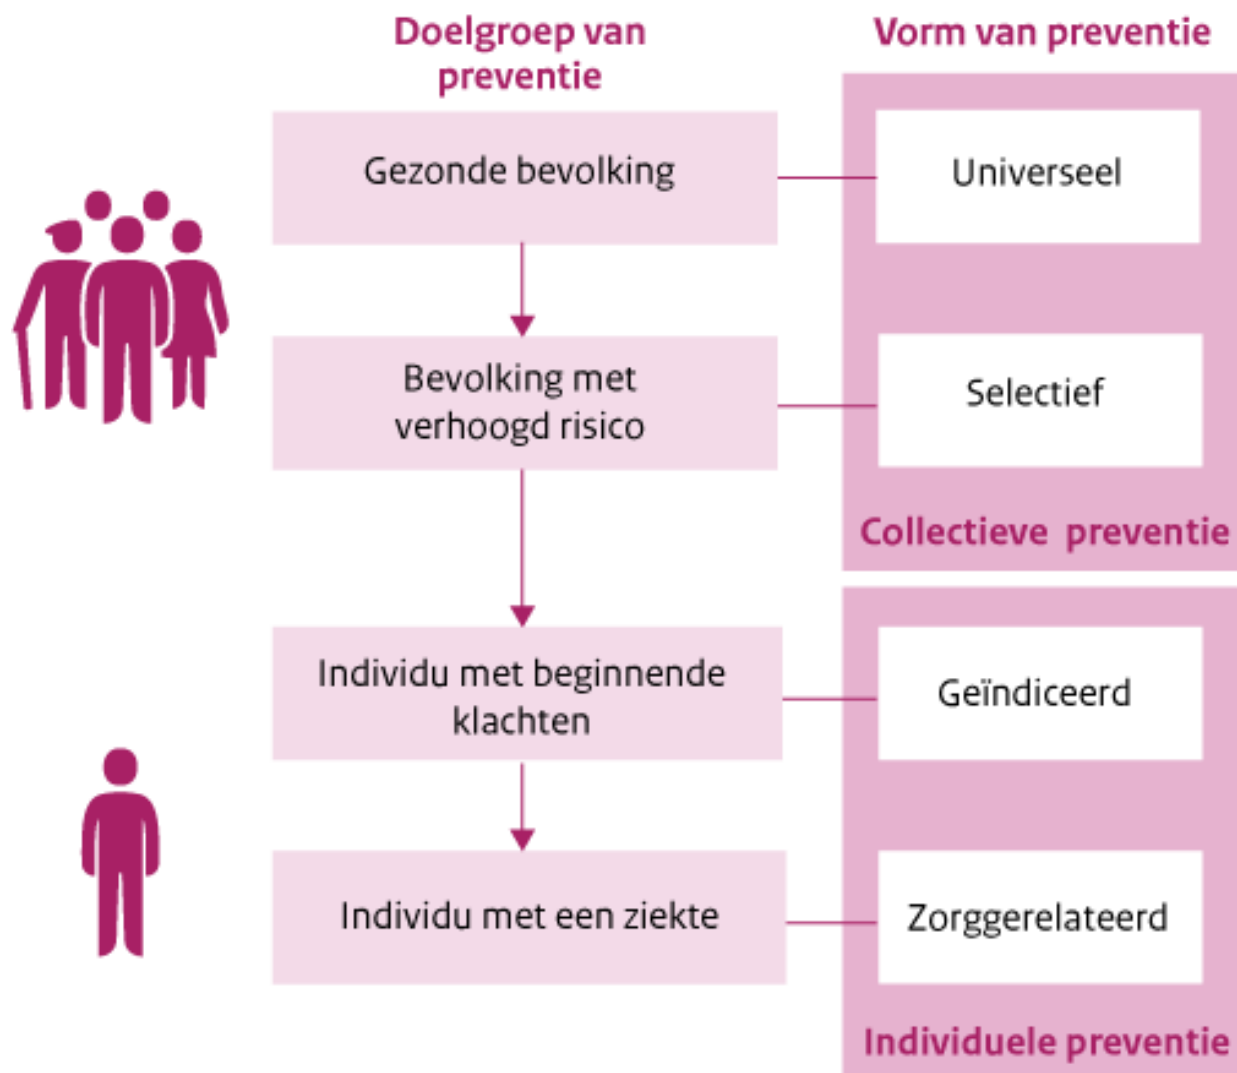 Doelgroep van
preventie
Vorm van preventie
Gezonde bevolking
Universeel
Bevolking met
verhoogd risico
Selectief
Collectieve preventie
Individu met beginnende
klachten
Geïndiceerd
Individu met een ziekte
Zorggerelateerd
Individuele preventie